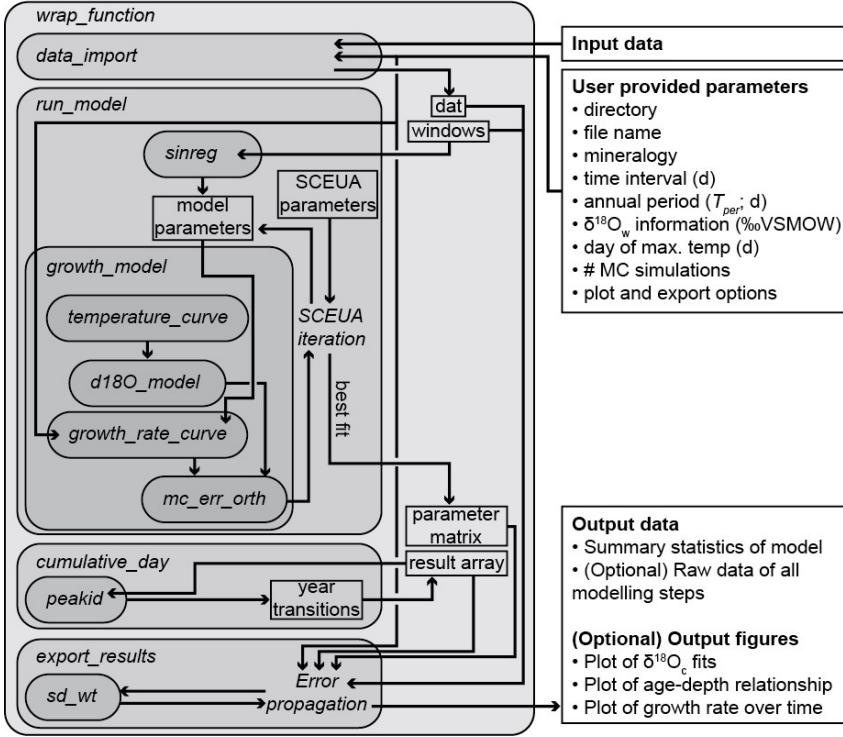 wrap_function
data_import
Input data
User provided parameters
• directory
• file name
• mineralogy
• time interval (d)
• annual period (Tper; d)
• δ¹⁸Ow information (‰VSMOW)
• day of max. temp (d)
• # MC simulations
• plot and export options
run_model
dat
windows
sinreg
SCEUA
parameters
model
parameters
growth_model
temperature_curve
SCEUA
iteration
d18O_model
best fit
growth_rate_curve
mc_err_orth
parameter
matrix
result array
cumulative_day
peakid
year
transitions
export_results
sd_wt
Error
propagation
Output data
• Summary statistics of model
• (Optional) Raw data of all
modelling steps
(Optional) Output figures
• Plot of δ¹⁸Oc fits
• Plot of age-depth relationship
• Plot of growth rate over time